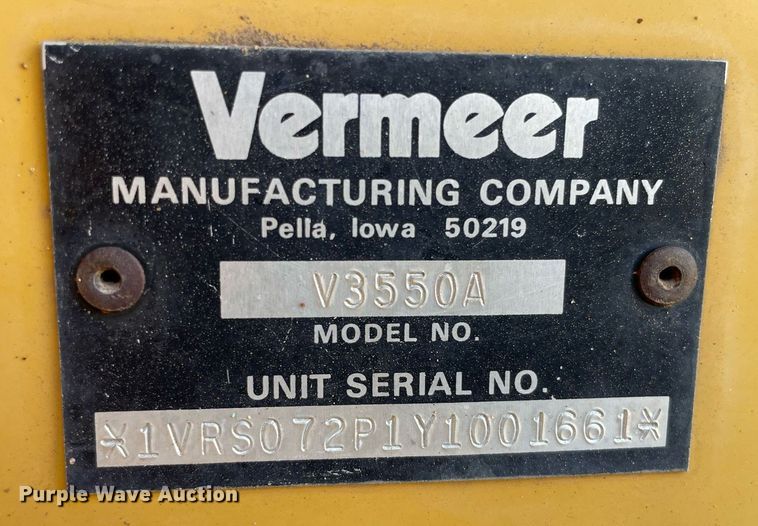 Vermeer
MANUFACTURING COMPANY
Pella, Iowa 50219
V3550A
MODEL NO.
UNIT SERIAL NO.
*1VRS072P1Y1001661*
Purple Wave Auction